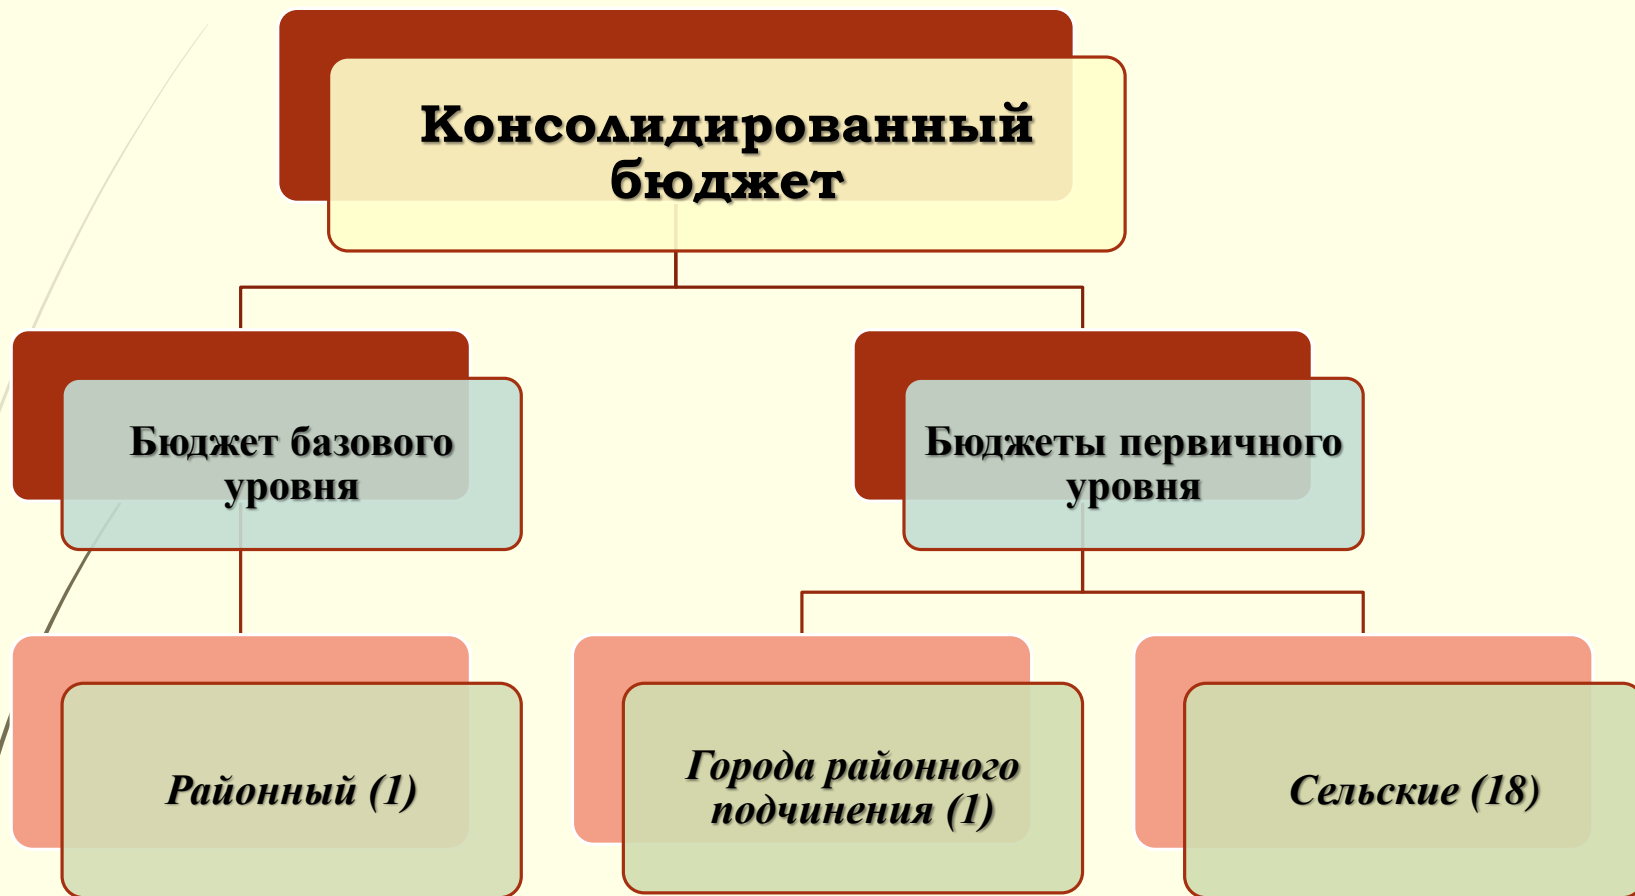 Консолидированный
бюджет
Бюджет базового
уровня
Бюджеты первичного
уровня
Районный (1)
Города районного
подчинения (1)
Сельские (18)